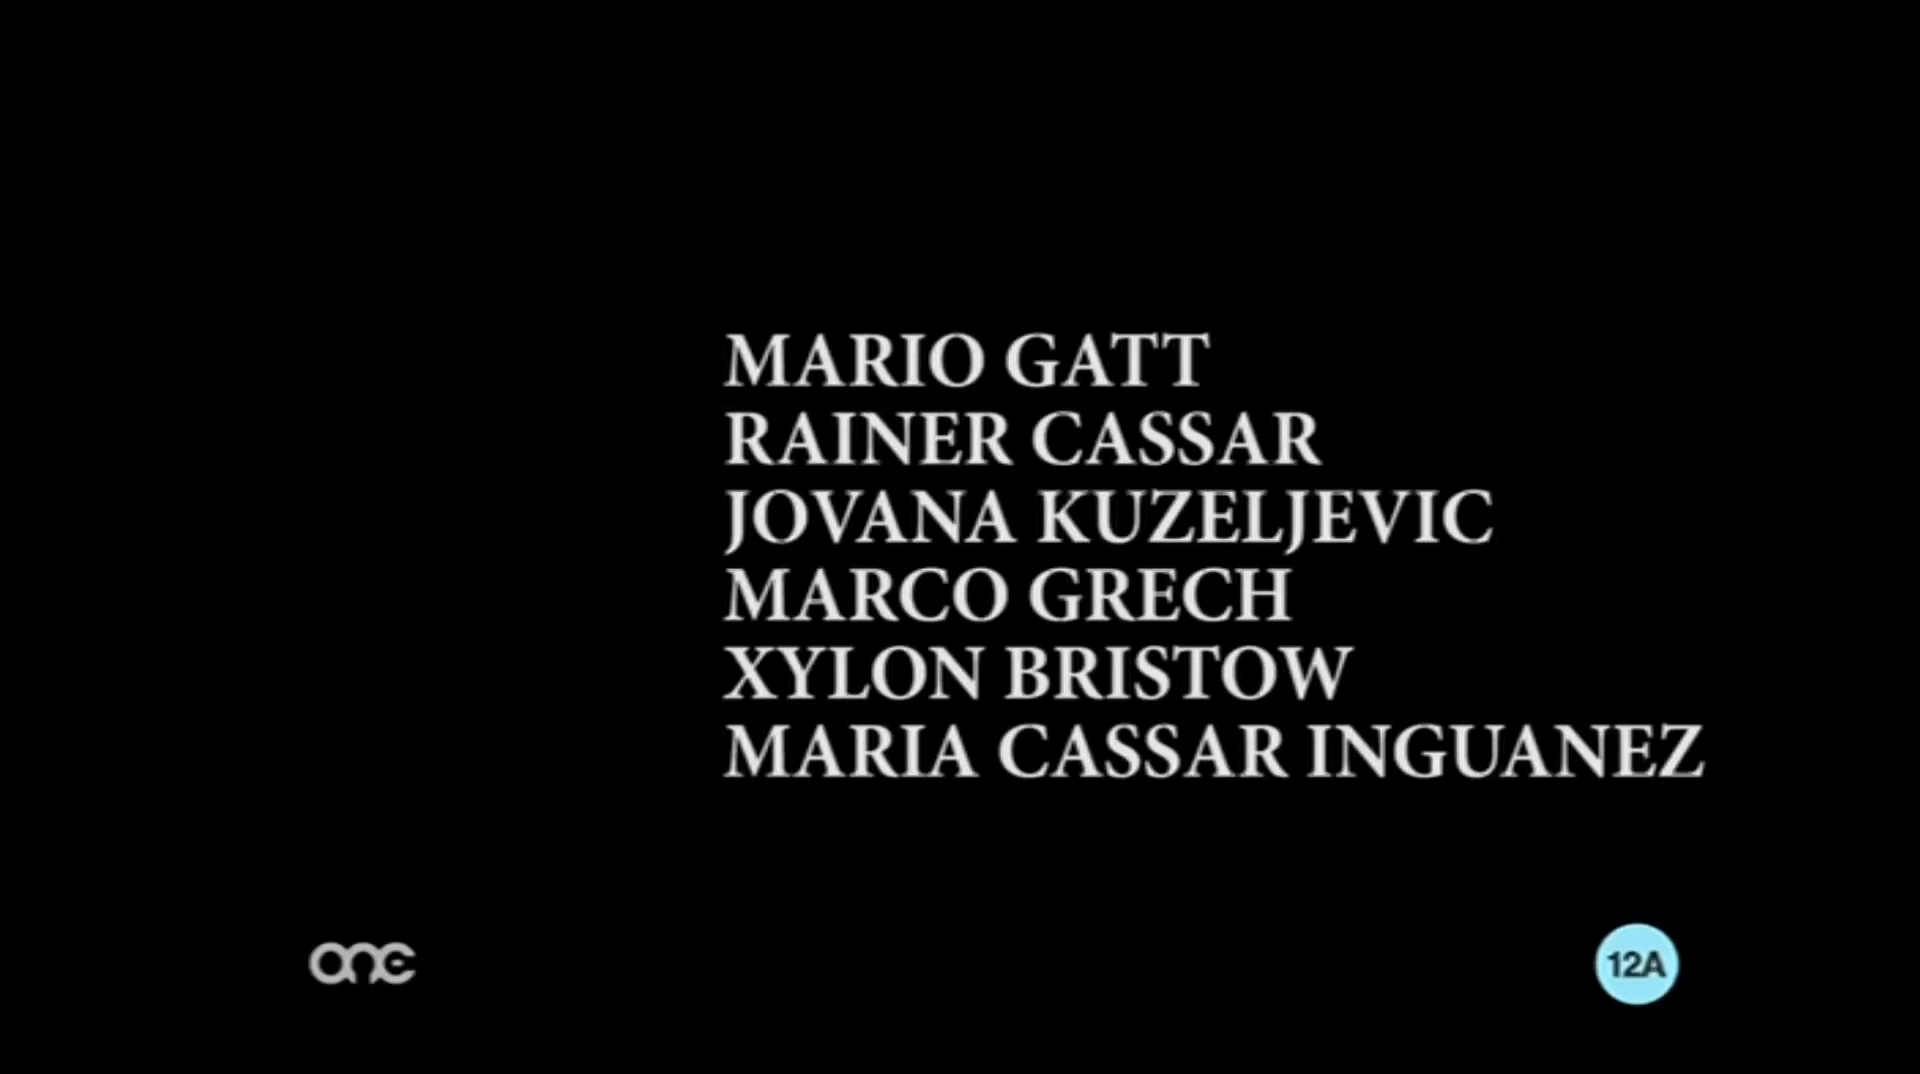 MARIO GATT
RAINER CASSAR
JOVANA KUZELJEVIC
MARCO GRECH
XYLON BRISTOW
MARIA CASSAR INGUANEZ
one
12A